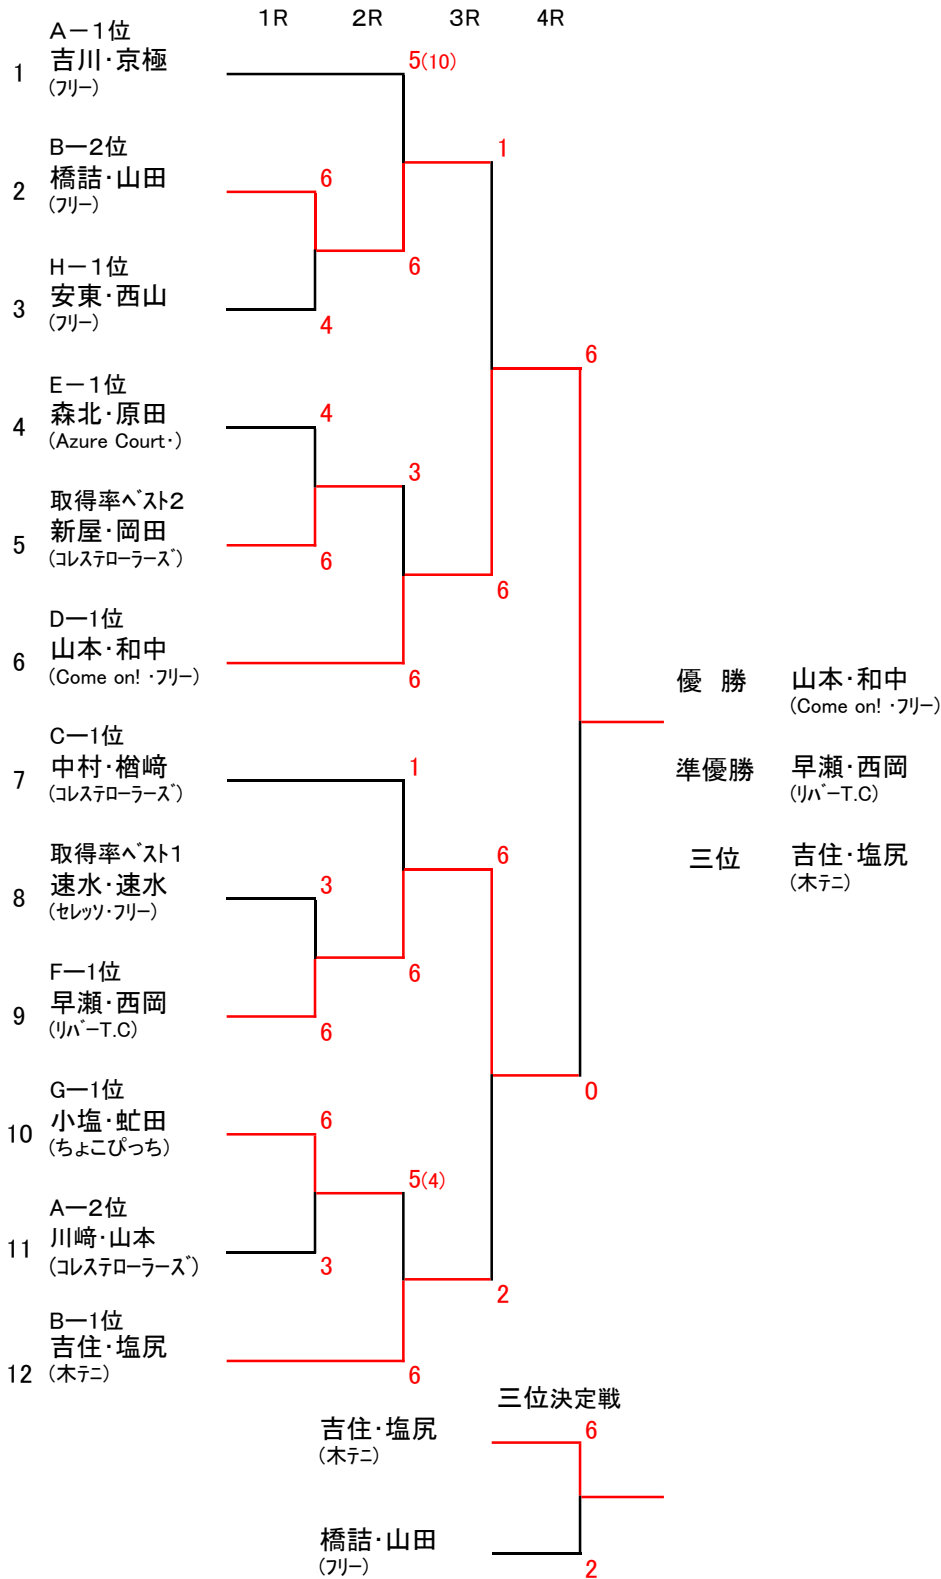 1R 2R 3R 4R
A－1位
1 吉川・京極
(フリー)
5(10)
1
B－2位
2 橋詰・山田
(フリー)
6
6
H－1位
3 安東・西山
(フリー)
4
6
E－1位
4 森北・原田
(Azure Court・)
4
3
取得率ベスト2
5 新屋・岡田
(コレステローラーズ)
6
6
D－1位
6 山本・和中
(Come on!・フリー)
6
優　勝 山本・和中
(Come on!・フリー)
C－1位
7 中村・楢﨑
(コレステローラーズ)
1
準優勝 早瀬・西岡
(リバーT.C)
取得率ベスト1
8 速水・速水
(セレッソ・フリー)
3
6
三位 吉住・塩尻
(木テニ)
F－1位
9 早瀬・西岡
(リバーT.C)
6
6
0
G－1位
10 小塩・虻田
(ちょこぴっち)
6
5(4)
A－2位
11 川﨑・山本
(コレステローラーズ)
3
2
B－1位
12 吉住・塩尻
(木テニ)
6
三位決定戦
吉住・塩尻
(木テニ)
6
橋詰・山田
(フリー)
2